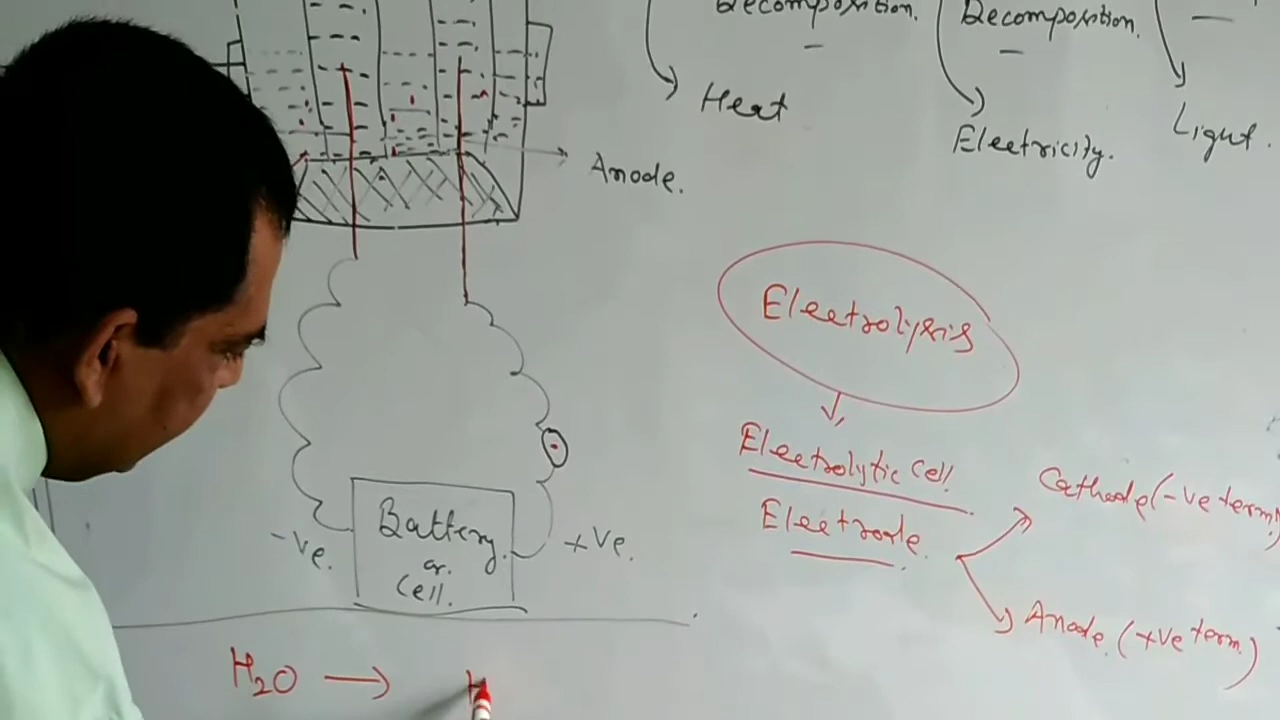 Decomposition.
Decomposition.
Heat
Electricity.
Light.
Anode.
Electrolysis
Electrolytic Cell
Electrode.
Cathode (-ve term)
Anode. (+ve term.)
-ve.
Battery
or.
Cell.
+ve.
H2O → H